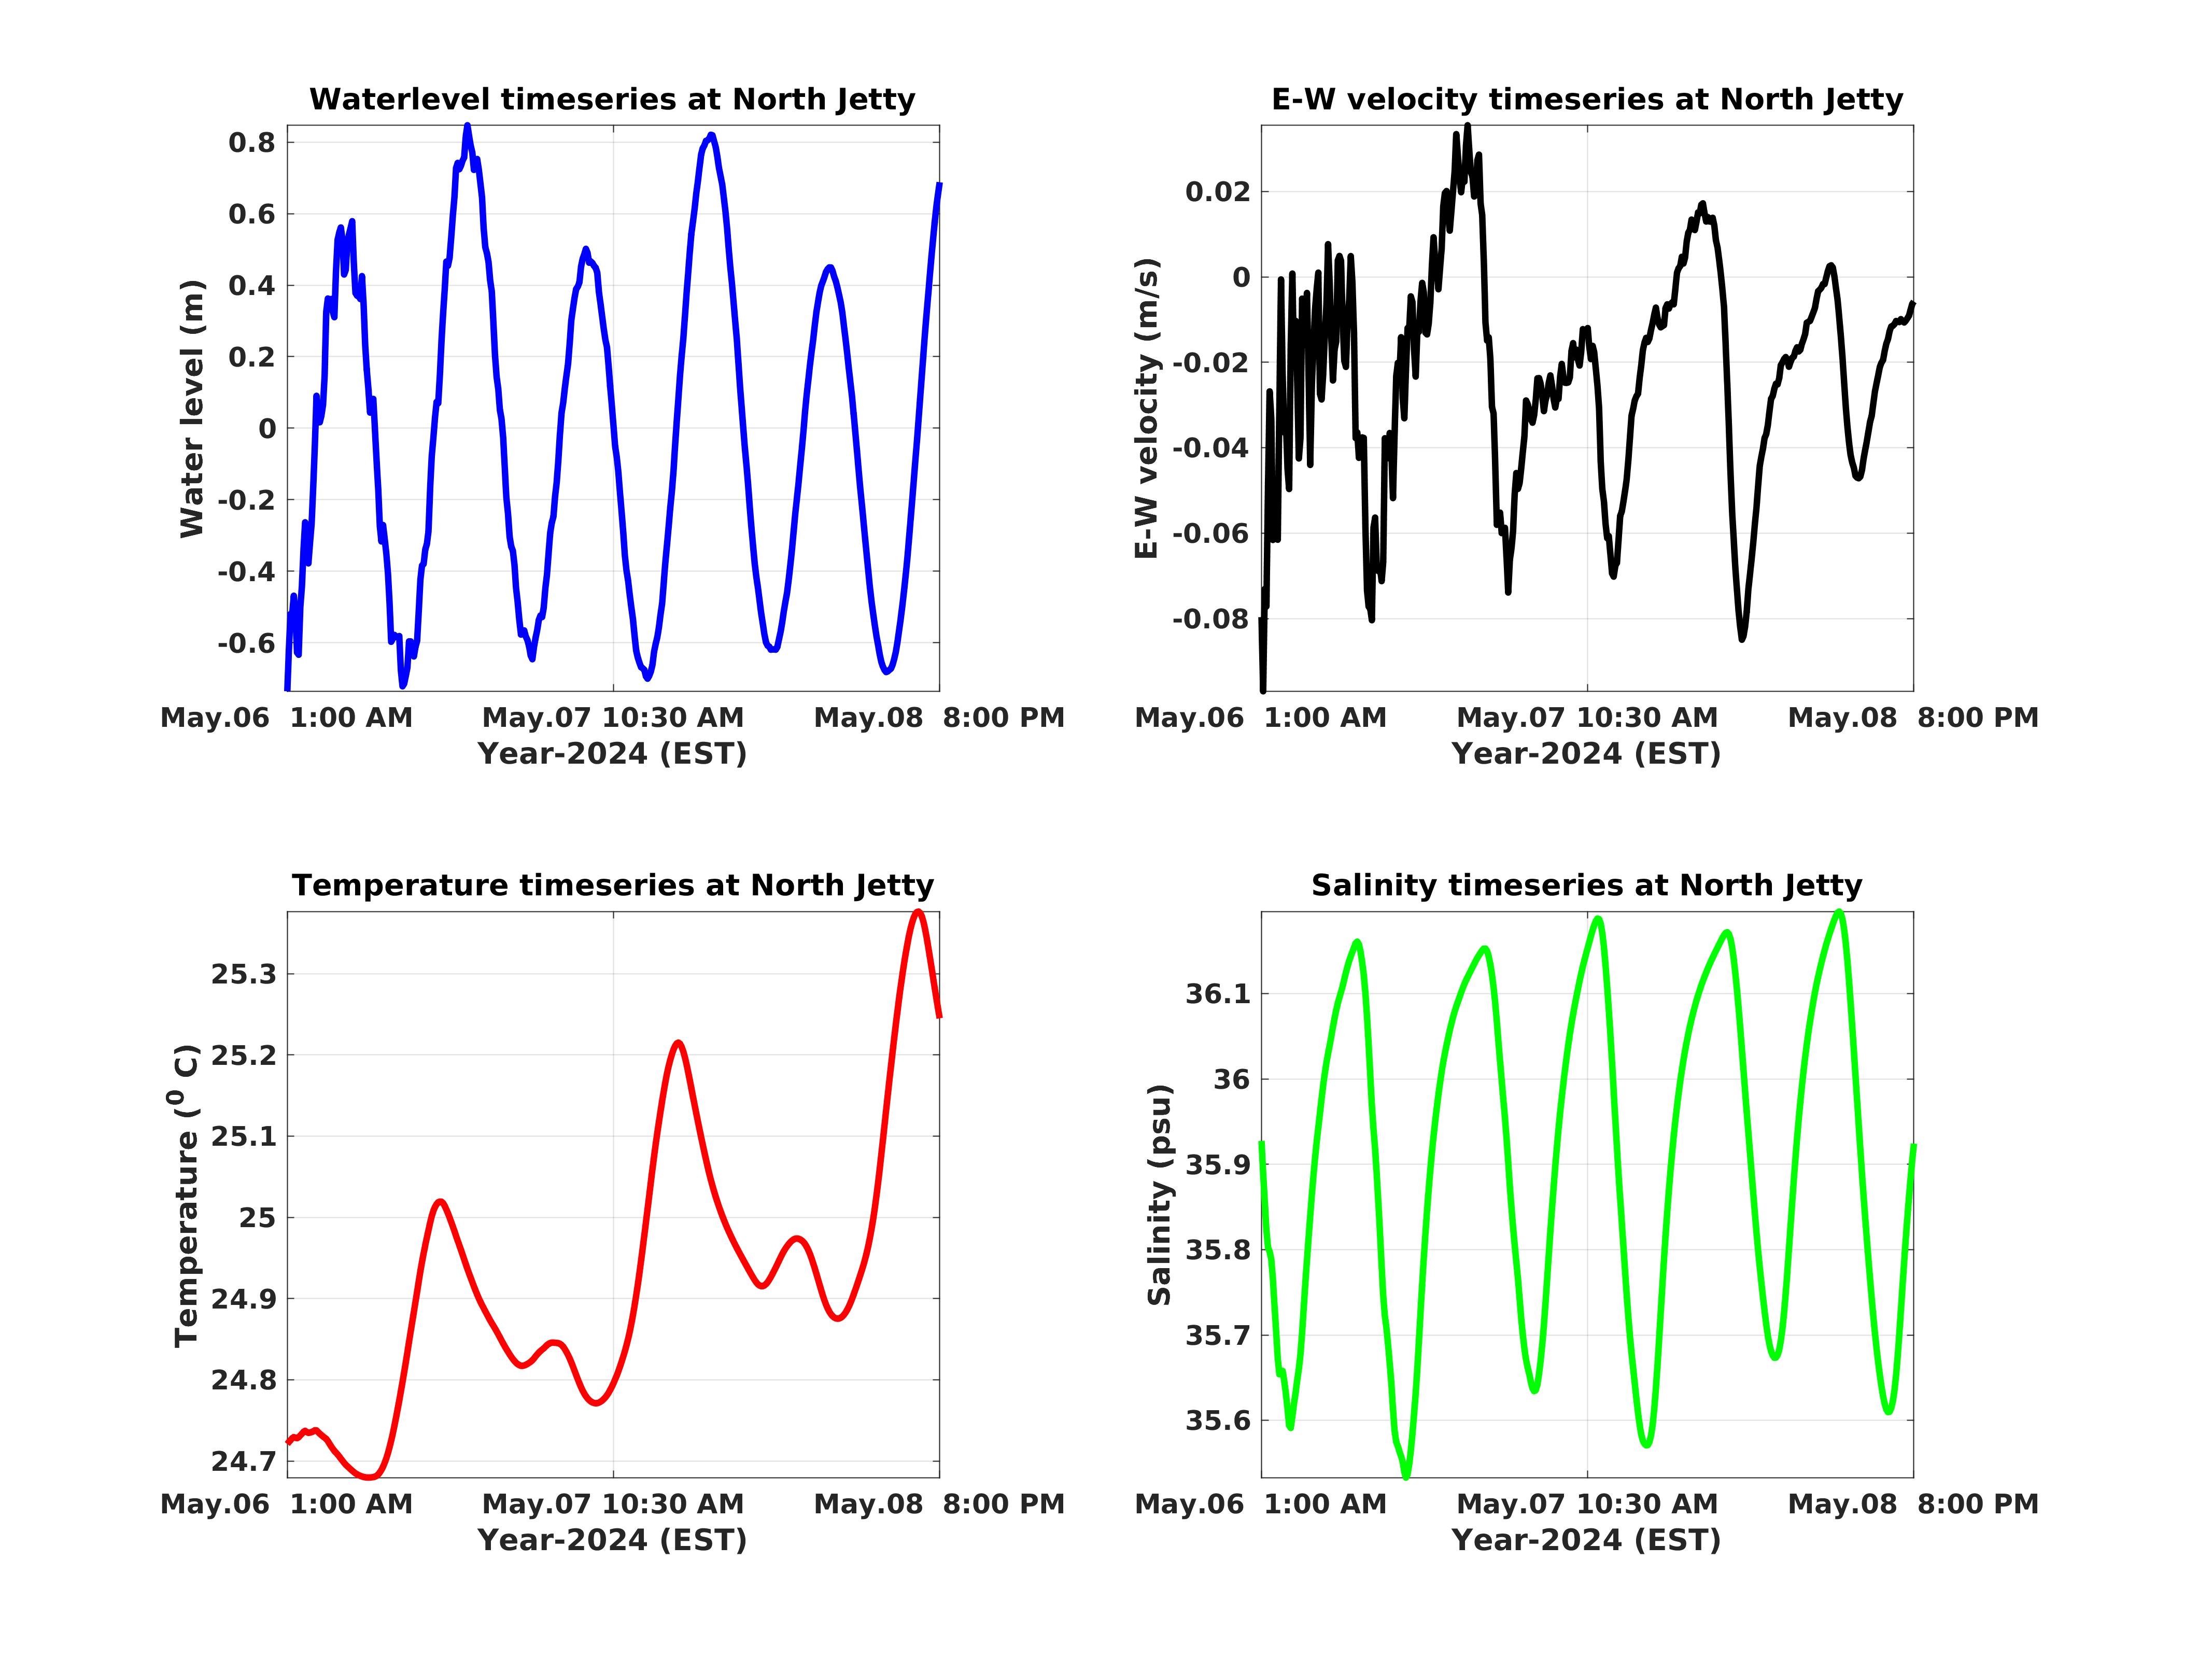 Waterlevel timeseries at North Jetty
Water level (m)
0.8
0.6
0.4
0.2
0
-0.2
-0.4
-0.6
May.06 1:00 AM
May.07 10:30 AM
May.08 8:00 PM
Year-2024 (EST)
E-W velocity timeseries at North Jetty
E-W velocity (m/s)
0.02
0
-0.02
-0.04
-0.06
-0.08
May.06 1:00 AM
May.07 10:30 AM
May.08 8:00 PM
Year-2024 (EST)
Temperature timeseries at North Jetty
Temperature (⁰ C)
25.3
25.2
25.1
25
24.9
24.8
24.7
May.06 1:00 AM
May.07 10:30 AM
May.08 8:00 PM
Year-2024 (EST)
Salinity timeseries at North Jetty
Salinity (psu)
36.1
36
35.9
35.8
35.7
35.6
May.06 1:00 AM
May.07 10:30 AM
May.08 8:00 PM
Year-2024 (EST)